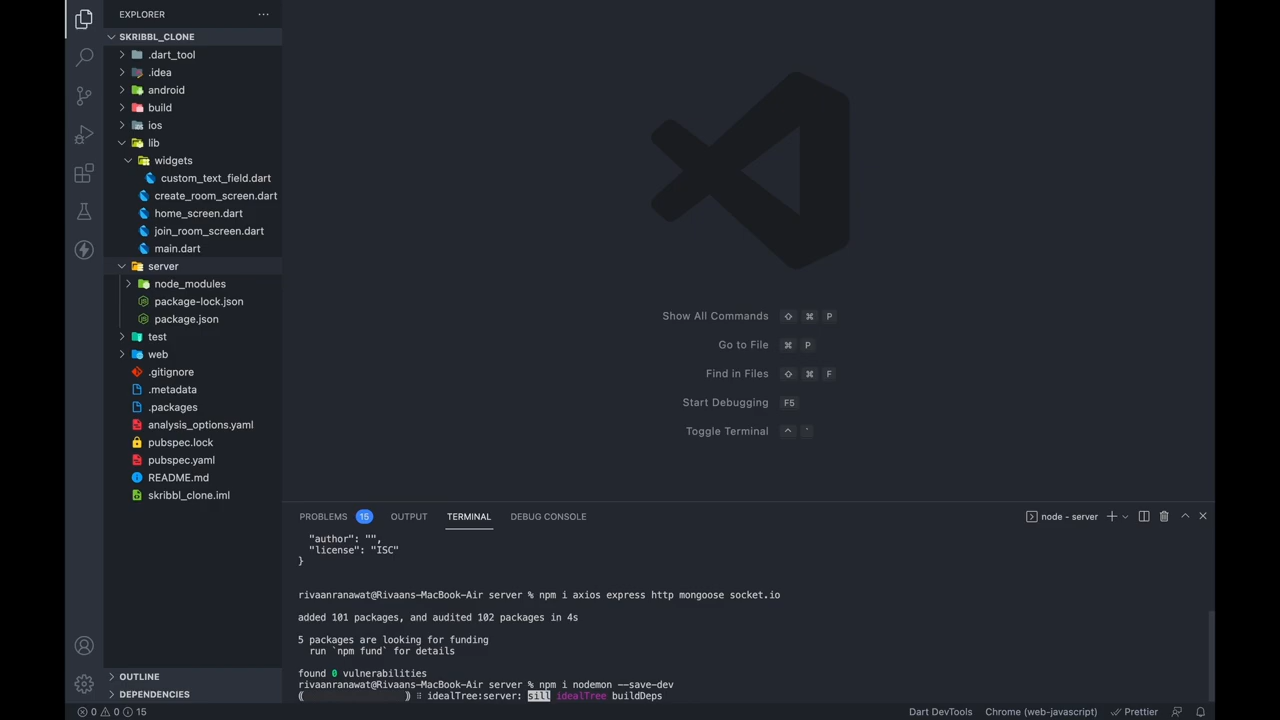 EXPLORER
SKRIBBL_CLONE
.dart_tool
.idea
android
build
ios
lib
widgets
custom_text_field.dart
create_room_screen.dart
home_screen.dart
join_room_screen.dart
main.dart
server
node_modules
package-lock.json
package.json
test
web
.gitignore
.metadata
.packages
analysis_options.yaml
pubspec.lock
pubspec.yaml
README.md
skribbl_clone.iml
OUTLINE
DEPENDENCIES
Show All Commands ⇧ ⌘ P
Go to File ⌘ P
Find in Files ⇧ ⌘ F
Start Debugging F5
Toggle Terminal ^ `
PROBLEMS 15 OUTPUT TERMINAL DEBUG CONSOLE node - server
"author": "",
"license": "ISC"
}
rivaanranawat@Rivaans-MacBook-Air server % npm i axios express http mongoose socket.io
added 101 packages, and audited 102 packages in 4s
5 packages are looking for funding
run `npm fund` for details
found 0 vulnerabilities
rivaanranawat@Rivaans-MacBook-Air server % npm i nodemon --save-dev
( ) ⠸ idealTree:server: sill idealTree buildDeps
0 0 15 Dart DevTools Chrome (web-javascript) Prettier